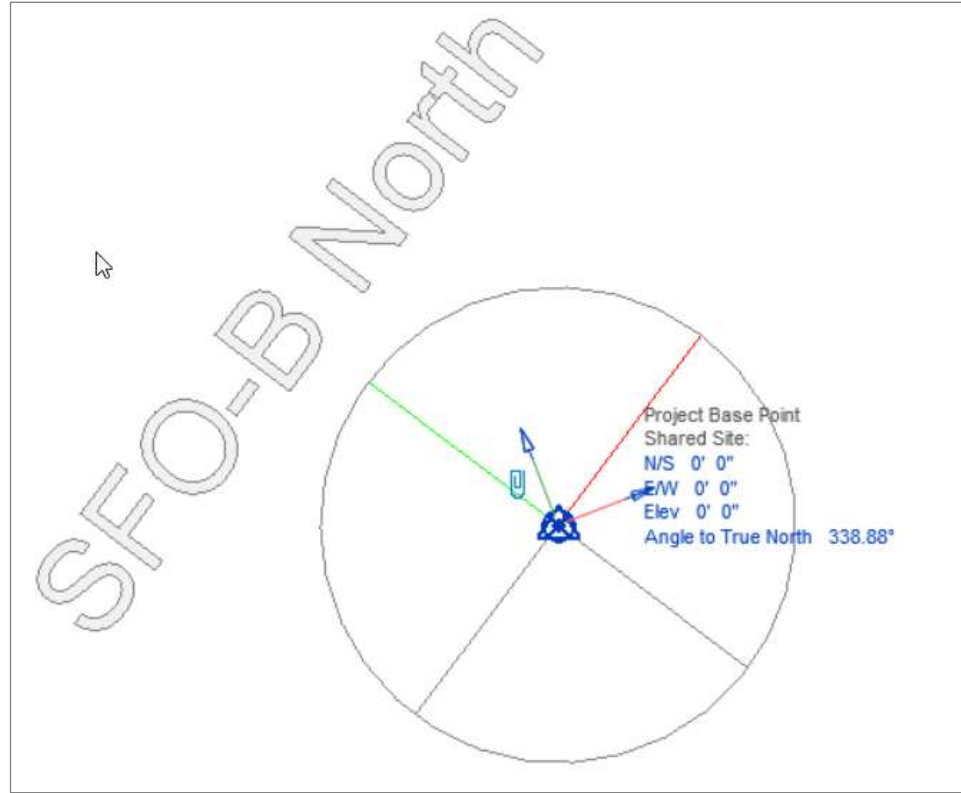 SFO-B North
Project Base Point
Shared Site:
N/S 0' 0"
E/W 0' 0"
Elev 0' 0"
Angle to True North 338.88°